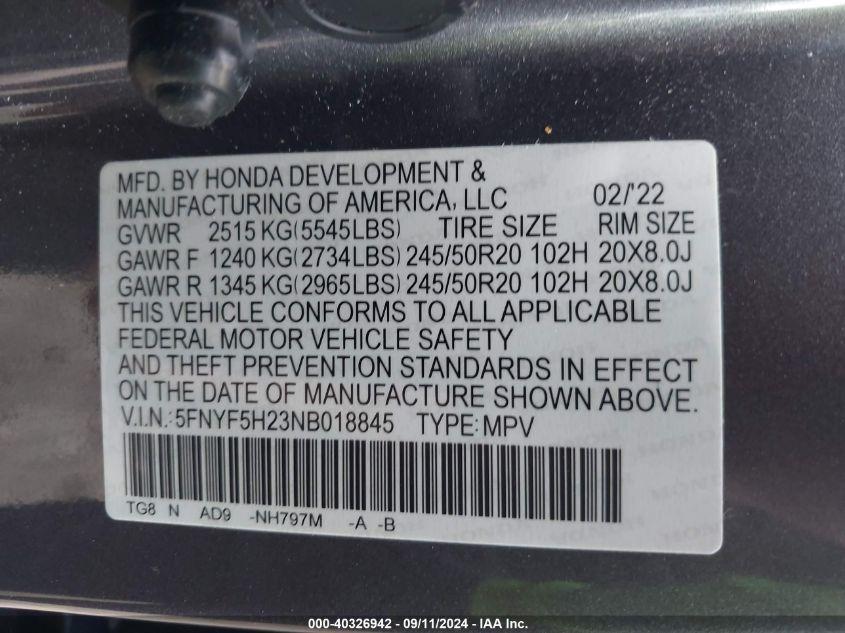 MFD. BY HONDA DEVELOPMENT &
MANUFACTURING OF AMERICA, LLC 02/'22
GVWR 2515 KG(5545LBS) TIRE SIZE RIM SIZE
GAWR F 1240 KG(2734LBS) 245/50R20 102H 20X8.0J
GAWR R 1345 KG(2965LBS) 245/50R20 102H 20X8.0J
THIS VEHICLE CONFORMS TO ALL APPLICABLE
FEDERAL MOTOR VEHICLE SAFETY
AND THEFT PREVENTION STANDARDS IN EFFECT
ON THE DATE OF MANUFACTURE SHOWN ABOVE.
V.I.N.:5FNYF5H23NB018845 TYPE:MPV
TG8 N AD9 -NH797M -A -B
000-40326942 - 09/11/2024 - IAA Inc.